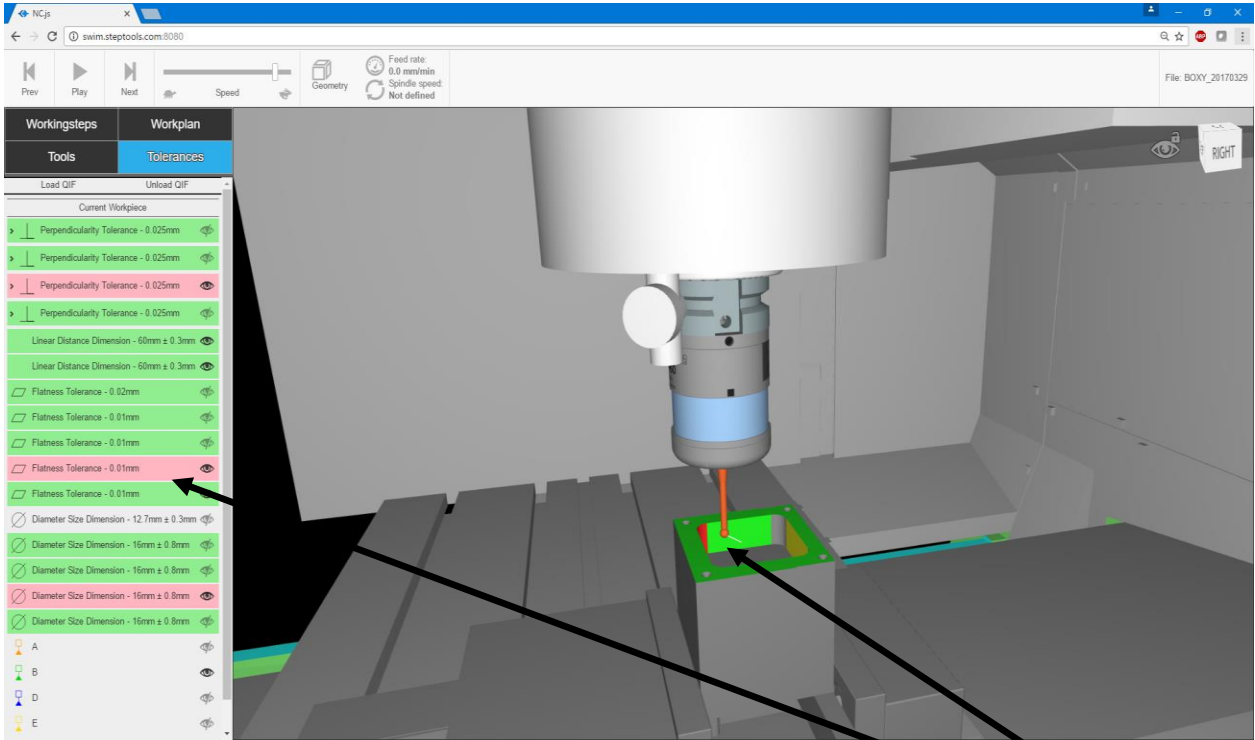 NC.js
swim.steptools.com:8080
Feed rate:
0.0 mm/min
Spindle speed:
Not defined
Prev
Play
Next
Speed
Geometry
File: BOXY_20170329
Workingsteps
Workplan
Tools
Tolerances
Load QIF
Unload QIF
Current Workpiece
Perpendicularity Tolerance - 0.025mm
Perpendicularity Tolerance - 0.025mm
Perpendicularity Tolerance - 0.025mm
Perpendicularity Tolerance - 0.025mm
Linear Distance Dimension - 60mm ± 0.3mm
Linear Distance Dimension - 60mm ± 0.3mm
Flatness Tolerance - 0.02mm
Flatness Tolerance - 0.01mm
Flatness Tolerance - 0.01mm
Flatness Tolerance - 0.01mm
Flatness Tolerance - 0.01mm
Diameter Size Dimension - 12.7mm ± 0.3mm
Diameter Size Dimension - 16mm ± 0.8mm
Diameter Size Dimension - 16mm ± 0.8mm
Diameter Size Dimension - 16mm ± 0.8mm
Diameter Size Dimension - 16mm ± 0.8mm
A
B
D
E
RIGHT